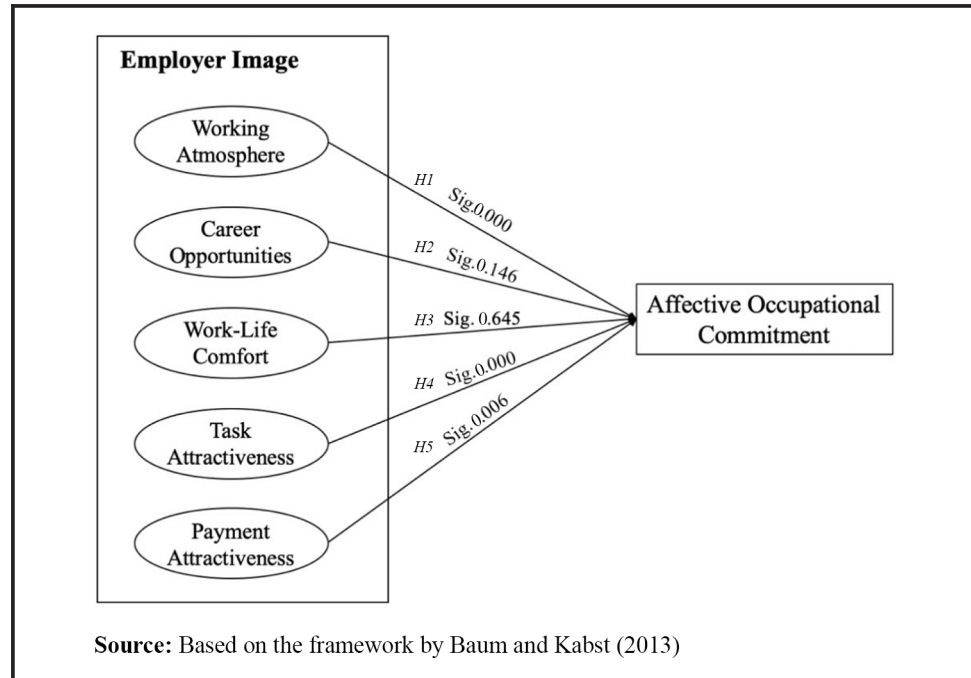 Employer Image
Working
Atmosphere
H1 Sig.0.000
Career
Opportunities
H2 Sig.0.146
Work-Life
Comfort
H3 Sig. 0.645
Affective Occupational
Commitment
Task
Attractiveness
H4 Sig.0.000
Payment
Attractiveness
H5 Sig.0.006
Source: Based on the framework by Baum and Kabst (2013)